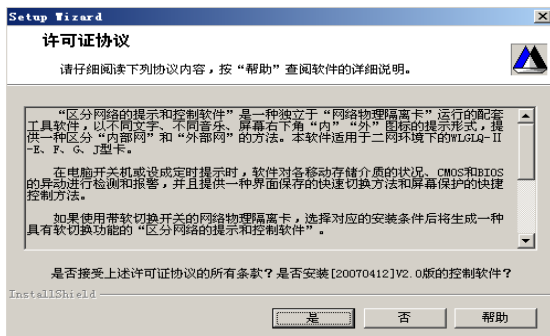 Setup Wizard
许可证协议
请仔细阅读下列协议内容，按“帮助”查阅软件的详细说明。
“区分网络的提示和控制软件”是一种独立于“网络物理隔离卡”运行的配套
工具软件，以不同文字、不同音乐、屏幕右下角“内”“外”图标的提示形式，提
供一种区分“内部网”和“外部网”的方法。本软件适用于二网环境下的WLGLQ-II
-E、F、G、J型卡。
在电脑开机或设成定时提示时，软件对各移动存储介质的状况、CMOS和BIOS
的异动进行检测和报警，并且提供一种界面保存的快速切换方法和屏幕保护的快捷
控制方法。
如果使用带软切换开关的网络物理隔离卡，选择对应的安装条件后将生成一种
具有软切换功能的“区分网络的提示和控制软件”。
是否接受上述许可证协议的所有条款？是否安装[20070412]V2.0版的控制软件？
InstallShield
是
否
帮助